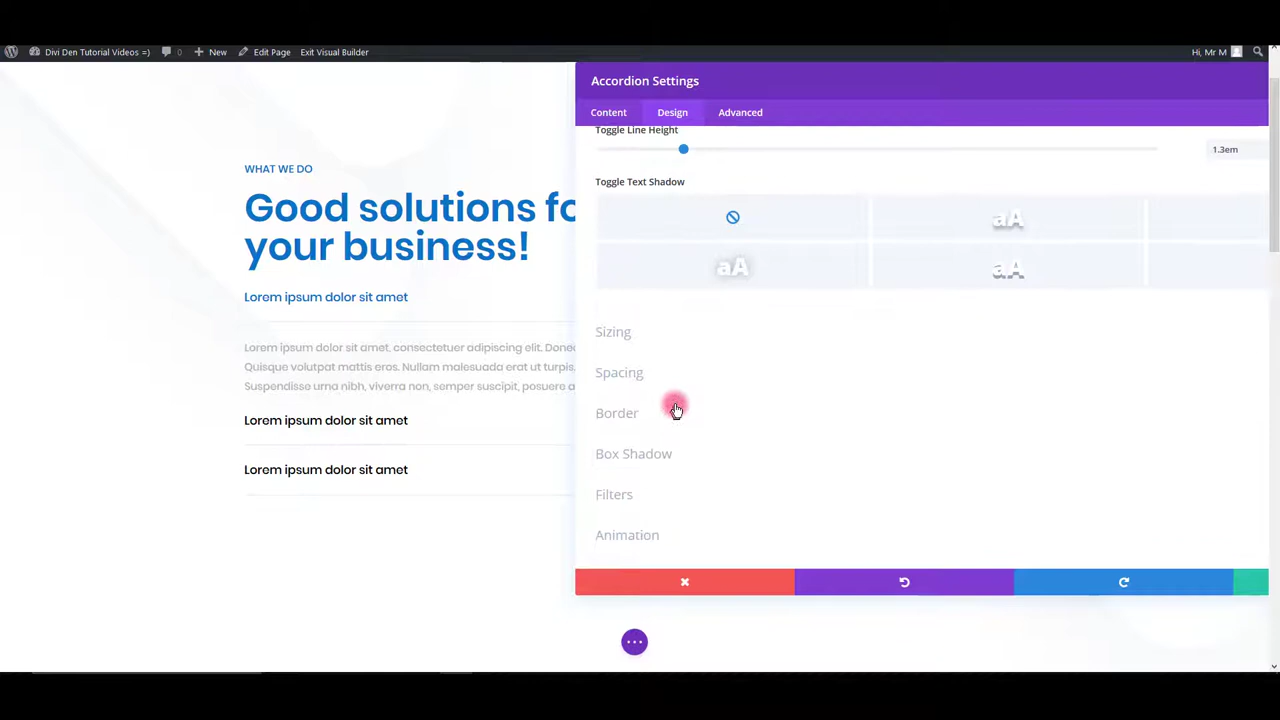 Divi Den Tutorial Videos =)
0
New
Edit Page
Exit Visual Builder
Hi, Mr M
Accordion Settings
Content
Design
Advanced
Toggle Line Height
1.3em
Toggle Text Shadow
aA
aA
aA
Sizing
Spacing
Border
Box Shadow
Filters
Animation
WHAT WE DO
Good solutions fo
your business!
Lorem ipsum dolor sit amet
Lorem ipsum dolor sit amet, consectetuer adipiscing elit. Done
Quisque volutpat mattis eros. Nullam malesuada erat ut turpis.
Suspendisse urna nibh, viverra non, semper suscipit, posuere a
Lorem ipsum dolor sit amet
Lorem ipsum dolor sit amet